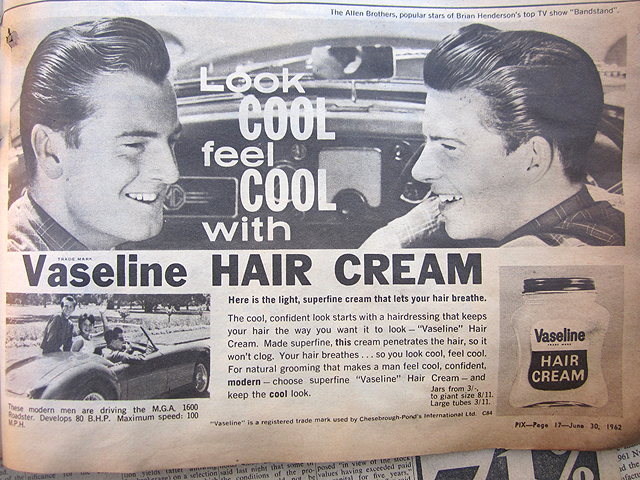 The Allen Brothers, popular stars of Brian Henderson's top TV show "Bandstand".
Look
COOL
feel
COOL
with
MG
TRADE MARK
Vaseline HAIR CREAM
Here is the light, superfine cream that lets your hair breathe.
The cool, confident look starts with a hairdressing that keeps
your hair the way you want it to look – "Vaseline" Hair
Cream. Made superfine, this cream penetrates the hair, so it
won't clog. Your hair breathes . . . so you look cool, feel cool.
For natural grooming that makes a man feel cool, confident,
modern – choose superfine "Vaseline" Hair Cream – and
keep the cool look.
Jars from 3/-,
to giant size 8/11.
Large tubes 3/11.
Vaseline
TRADE MARK
HAIR
CREAM
These modern men are driving the M.G.A. 1600
Roadster. Develops 80 B.H.P. Maximum speed: 100
M.P.H.
"Vaseline" is a registered trade mark used by Chesebrough-Pond's International Ltd. C84
PIX—Page 17—June 30, 1962